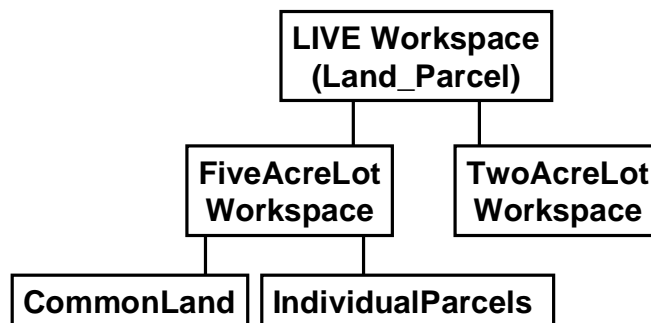 LIVE Workspace
(Land_Parcel)
FiveAcreLot
Workspace
TwoAcreLot
Workspace
CommonLand
IndividualParcels